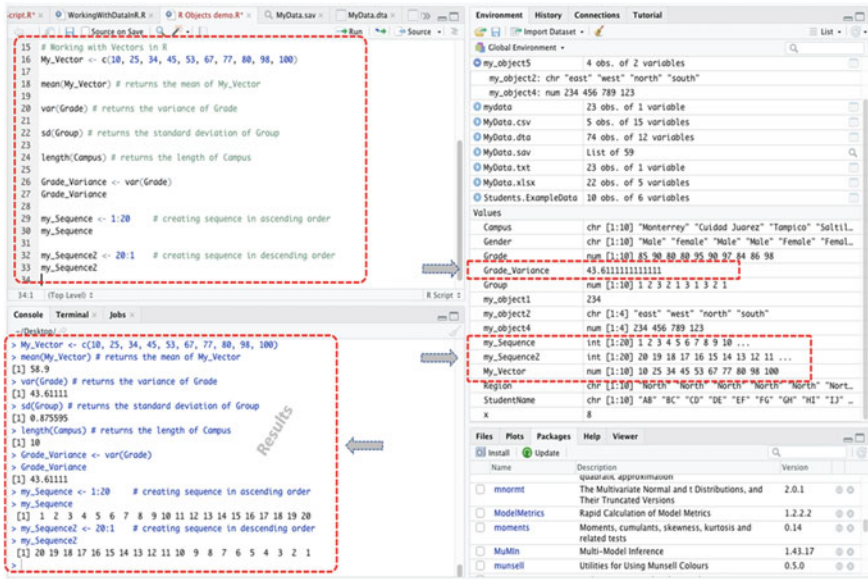 Script.R*
WorkingWithDataInR.R
R Objects demo.R*
MyData.sav
MyData.dta
Source on Save
Run
Source
15 # Working with Vectors in R
16 My_Vector <- c(10, 25, 34, 45, 53, 67, 77, 80, 98, 100)
17
18 mean(My_Vector) # returns the mean of My_Vector
19
20 var(Grade) # returns the variance of Grade
21
22 sd(Group) # returns the standard deviation of Group
23
24 length(Campus) # returns the length of Campus
25
26 Grade_Variance <- var(Grade)
27 Grade_Variance
28
29 my_Sequence <- 1:20 # creating sequence in ascending order
30 my_Sequence
31
32 my_Sequence2 <- 20:1 # creating sequence in descending order
33 my_Sequence2
34
34:1 (Top Level)
R Script
Console Terminal Jobs
~/Desktop/
> My_Vector <- c(10, 25, 34, 45, 53, 67, 77, 80, 98, 100)
> mean(My_Vector) # returns the mean of My_Vector
[1] 58.9
> var(Grade) # returns the variance of Grade
[1] 43.61111
> sd(Group) # returns the standard deviation of Group
[1] 0.875595
> length(Campus) # returns the length of Campus
[1] 10
> Grade_Variance <- var(Grade)
> Grade_Variance
[1] 43.61111
> my_Sequence <- 1:20 # creating sequence in ascending order
> my_Sequence
[1] 1 2 3 4 5 6 7 8 9 10 11 12 13 14 15 16 17 18 19 20
> my_Sequence2 <- 20:1 # creating sequence in descending order
> my_Sequence2
[1] 20 19 18 17 16 15 14 13 12 11 10 9 8 7 6 5 4 3 2 1
>
Results
Environment History Connections Tutorial
Import Dataset
List
Global Environment
my_object5 4 obs. of 2 variables
my_object2: chr "east" "west" "north" "south"
my_object4: num 234 456 789 123
mydata 23 obs. of 1 variable
MyData.csv 5 obs. of 15 variables
MyData.dta 74 obs. of 12 variables
MyData.sav List of 59
MyData.txt 23 obs. of 1 variable
MyData.xlsx 22 obs. of 5 variables
Students.ExampleData 10 obs. of 6 variables
Values
Campus chr [1:10] "Monterrey" "Cuidad Juarez" "Tampico" "Saltil...
Gender chr [1:10] "Male" "female" "Male" "Male" "Female" "Femal...
Grade num [1:10] 85 90 80 80 95 90 97 84 86 98
Grade_Variance 43.6111111111111
Group num [1:10] 1 2 3 2 1 3 1 3 2 1
my_object1 234
my_object2 chr [1:4] "east" "west" "north" "south"
my_object4 num [1:4] 234 456 789 123
my_Sequence int [1:20] 1 2 3 4 5 6 7 8 9 10 ...
my_Sequence2 int [1:20] 20 19 18 17 16 15 14 13 12 11 ...
My_Vector num [1:10] 10 25 34 45 53 67 77 80 98 100
Region chr [1:10] "North" "North" "North" "North" "North" "Nort...
StudentName chr [1:10] "AB" "BC" "CD" "DE" "EF" "FG" "GH" "HI" "IJ" ...
x 8
Files Plots Packages Help Viewer
Install Update
Name Description Version
quadratic approximation
mnormt The Multivariate Normal and t Distributions, and 2.0.1
Their Truncated Versions
ModelMetrics Rapid Calculation of Model Metrics 1.2.2.2
moments Moments, cumulants, skewness, kurtosis and 0.14
related tests
MuMIn Multi-Model Inference 1.43.17
munsell Utilities for Using Munsell Colours 0.5.0